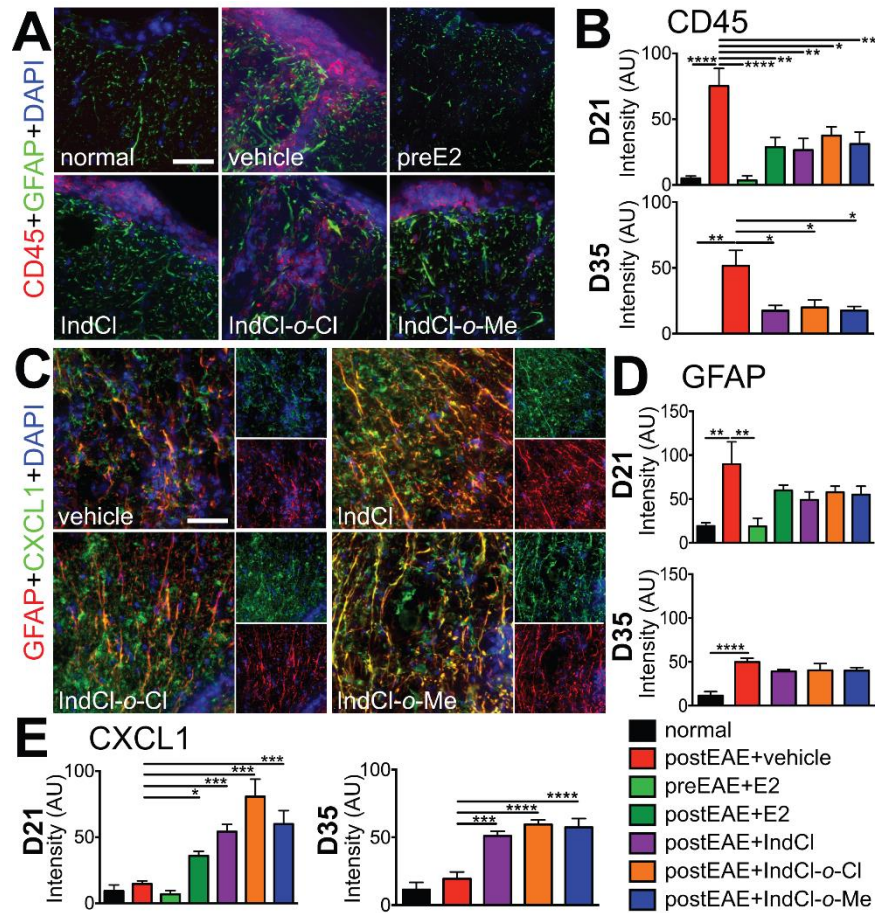 A
CD45+GFAP+DAPI
normal
vehicle
preE2
IndCl
IndCl-o-Cl
IndCl-o-Me
B CD45
D21
Intensity (AU)
100
50
0
**** **** ** ** * **
D35
Intensity (AU)
100
50
0
** * * *
C
GFAP+CXCL1+DAPI
vehicle
IndCl
IndCl-o-Cl
IndCl-o-Me
D GFAP
D21
Intensity (AU)
150
100
50
0
** **
D35
Intensity (AU)
150
100
50
0
****
E CXCL1
D21
Intensity (AU)
100
50
0
* *** *** ***
D35
Intensity (AU)
100
50
0
*** **** ****
normal
postEAE+vehicle
preEAE+E2
postEAE+E2
postEAE+IndCl
postEAE+IndCl-o-Cl
postEAE+IndCl-o-Me